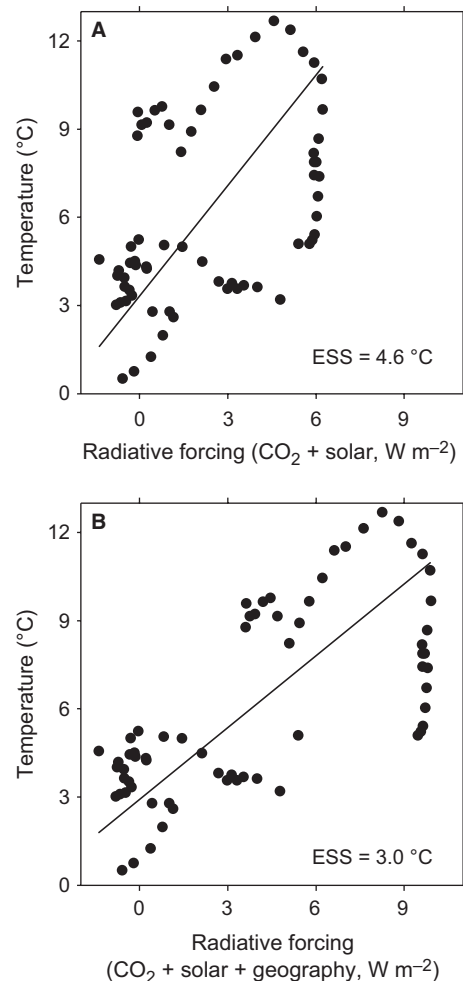 A
12
9
6
3
0
Temperature (°C)
ESS = 4.6 °C
0 3 6 9
Radiative forcing (CO₂ + solar, W m⁻²)
B
12
9
6
3
0
Temperature (°C)
ESS = 3.0 °C
0 3 6 9
Radiative forcing
(CO₂ + solar + geography, W m⁻²)